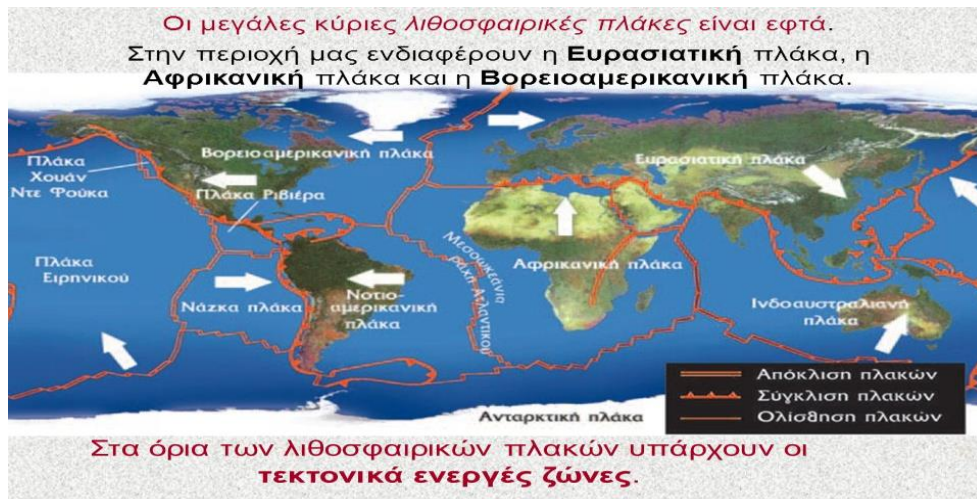 Οι μεγάλες κύριες λιθοσφαιρικές πλάκες είναι εφτά.
Στην περιοχή μας ενδιαφέρουν η Ευρασιατική πλάκα, η
Αφρικανική πλάκα και η Βορειοαμερικανική πλάκα.
Πλάκα
Χουάν
Ντε Φούκα
Βορειοαμερικανική πλάκα
Πλάκα Ριβιέρα
Ευρασιατική πλάκα
Πλάκα
Ειρηνικού
Νάζκα πλάκα
Νοτιο-
αμερικανική
πλάκα
Μεσοωκεάνια
ράχη Ατλαντικού
Αφρικανική πλάκα
Ινδοαυστραλιανή
πλάκα
Ανταρκτική πλάκα
Απόκλιση πλακών
Σύγκλιση πλακών
Ολίσθηση πλακών
Στα όρια των λιθοσφαιρικών πλακών υπάρχουν οι
τεκτονικά ενεργές ζώνες.